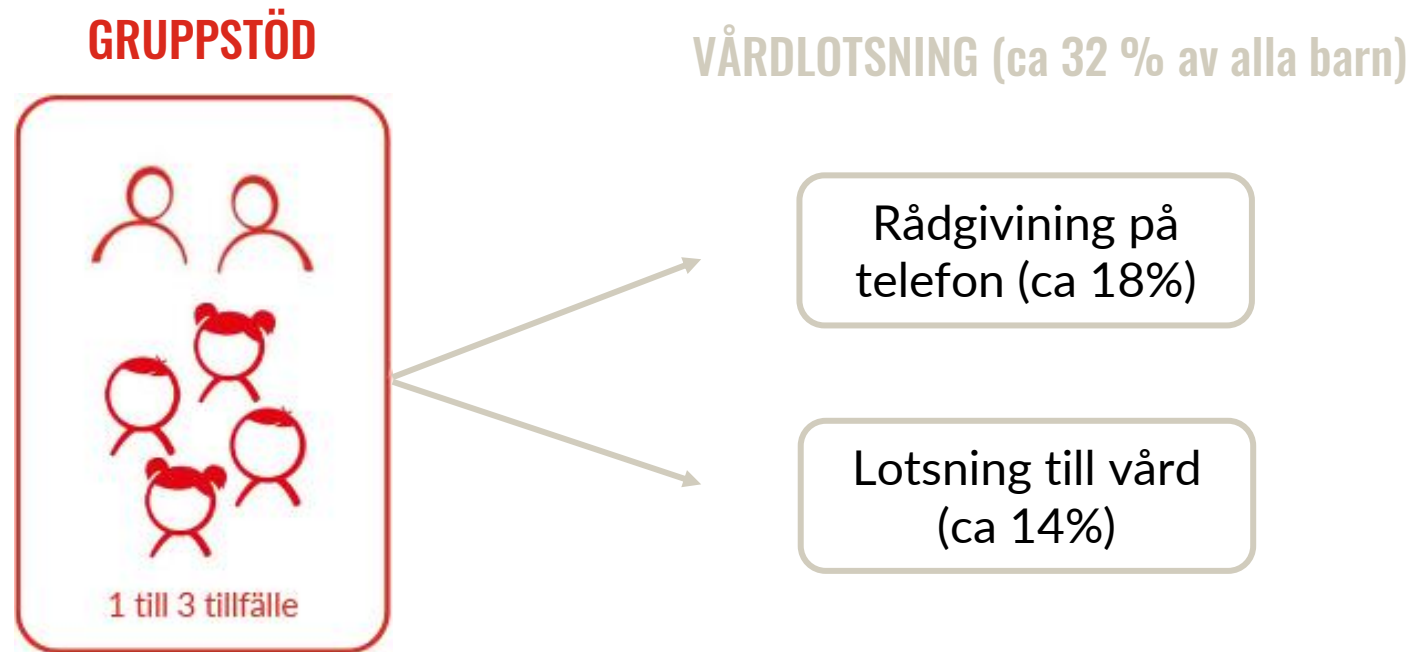 GRUPPSTÖD
1 till 3 tillfälle
VÅRDLOTSNING (ca 32 % av alla barn)
Rådgivining på
telefon (ca 18%)
Lotsning till vård
(ca 14%)